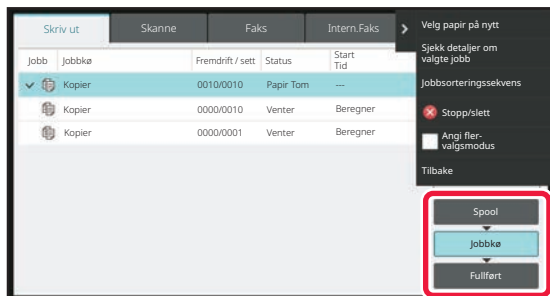 Skriv ut Skanne Faks Intern.Faks
Jobb Jobbkø Fremdrift / sett Status Start Tid
Kopier 0010/0010 Papir Tom ---
Kopier 0000/0010 Venter Beregner
Kopier 0000/0001 Venter Beregner
Velg papir på nytt
Sjekk detaljer om
valgte jobb
Jobbsorteringssekvens
Stopp/slett
Angi fler-
valgsmodus
Tilbake
Spool
Jobbkø
Fullført